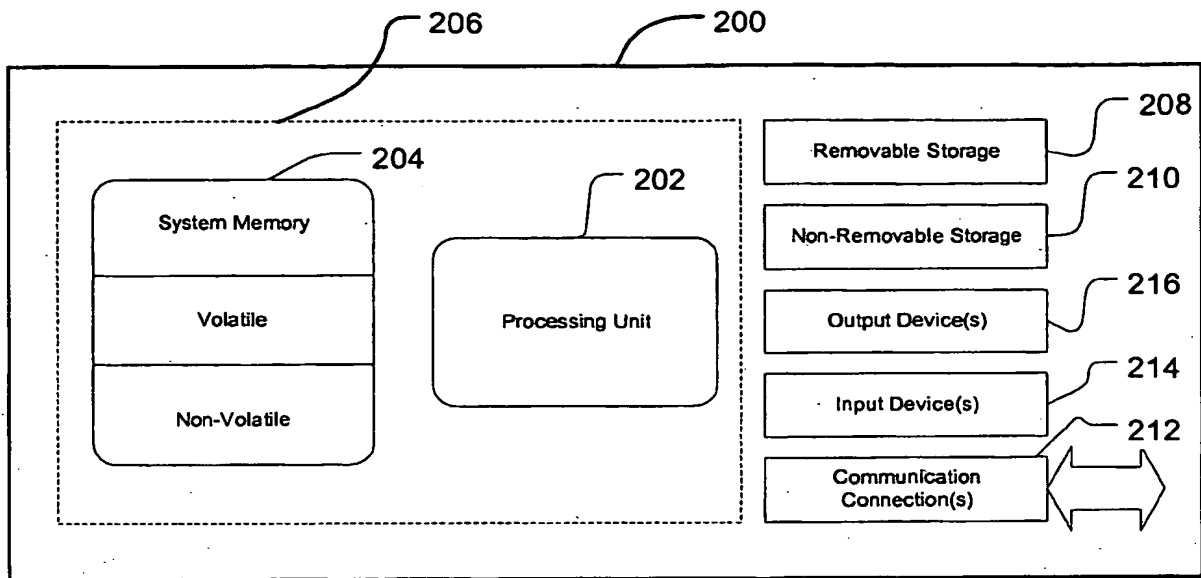 206
200
204
System Memory
Volatile
Non-Volatile
202
Processing Unit
208
Removable Storage
210
Non-Removable Storage
216
Output Device(s)
214
Input Device(s)
212
Communication
Connection(s)